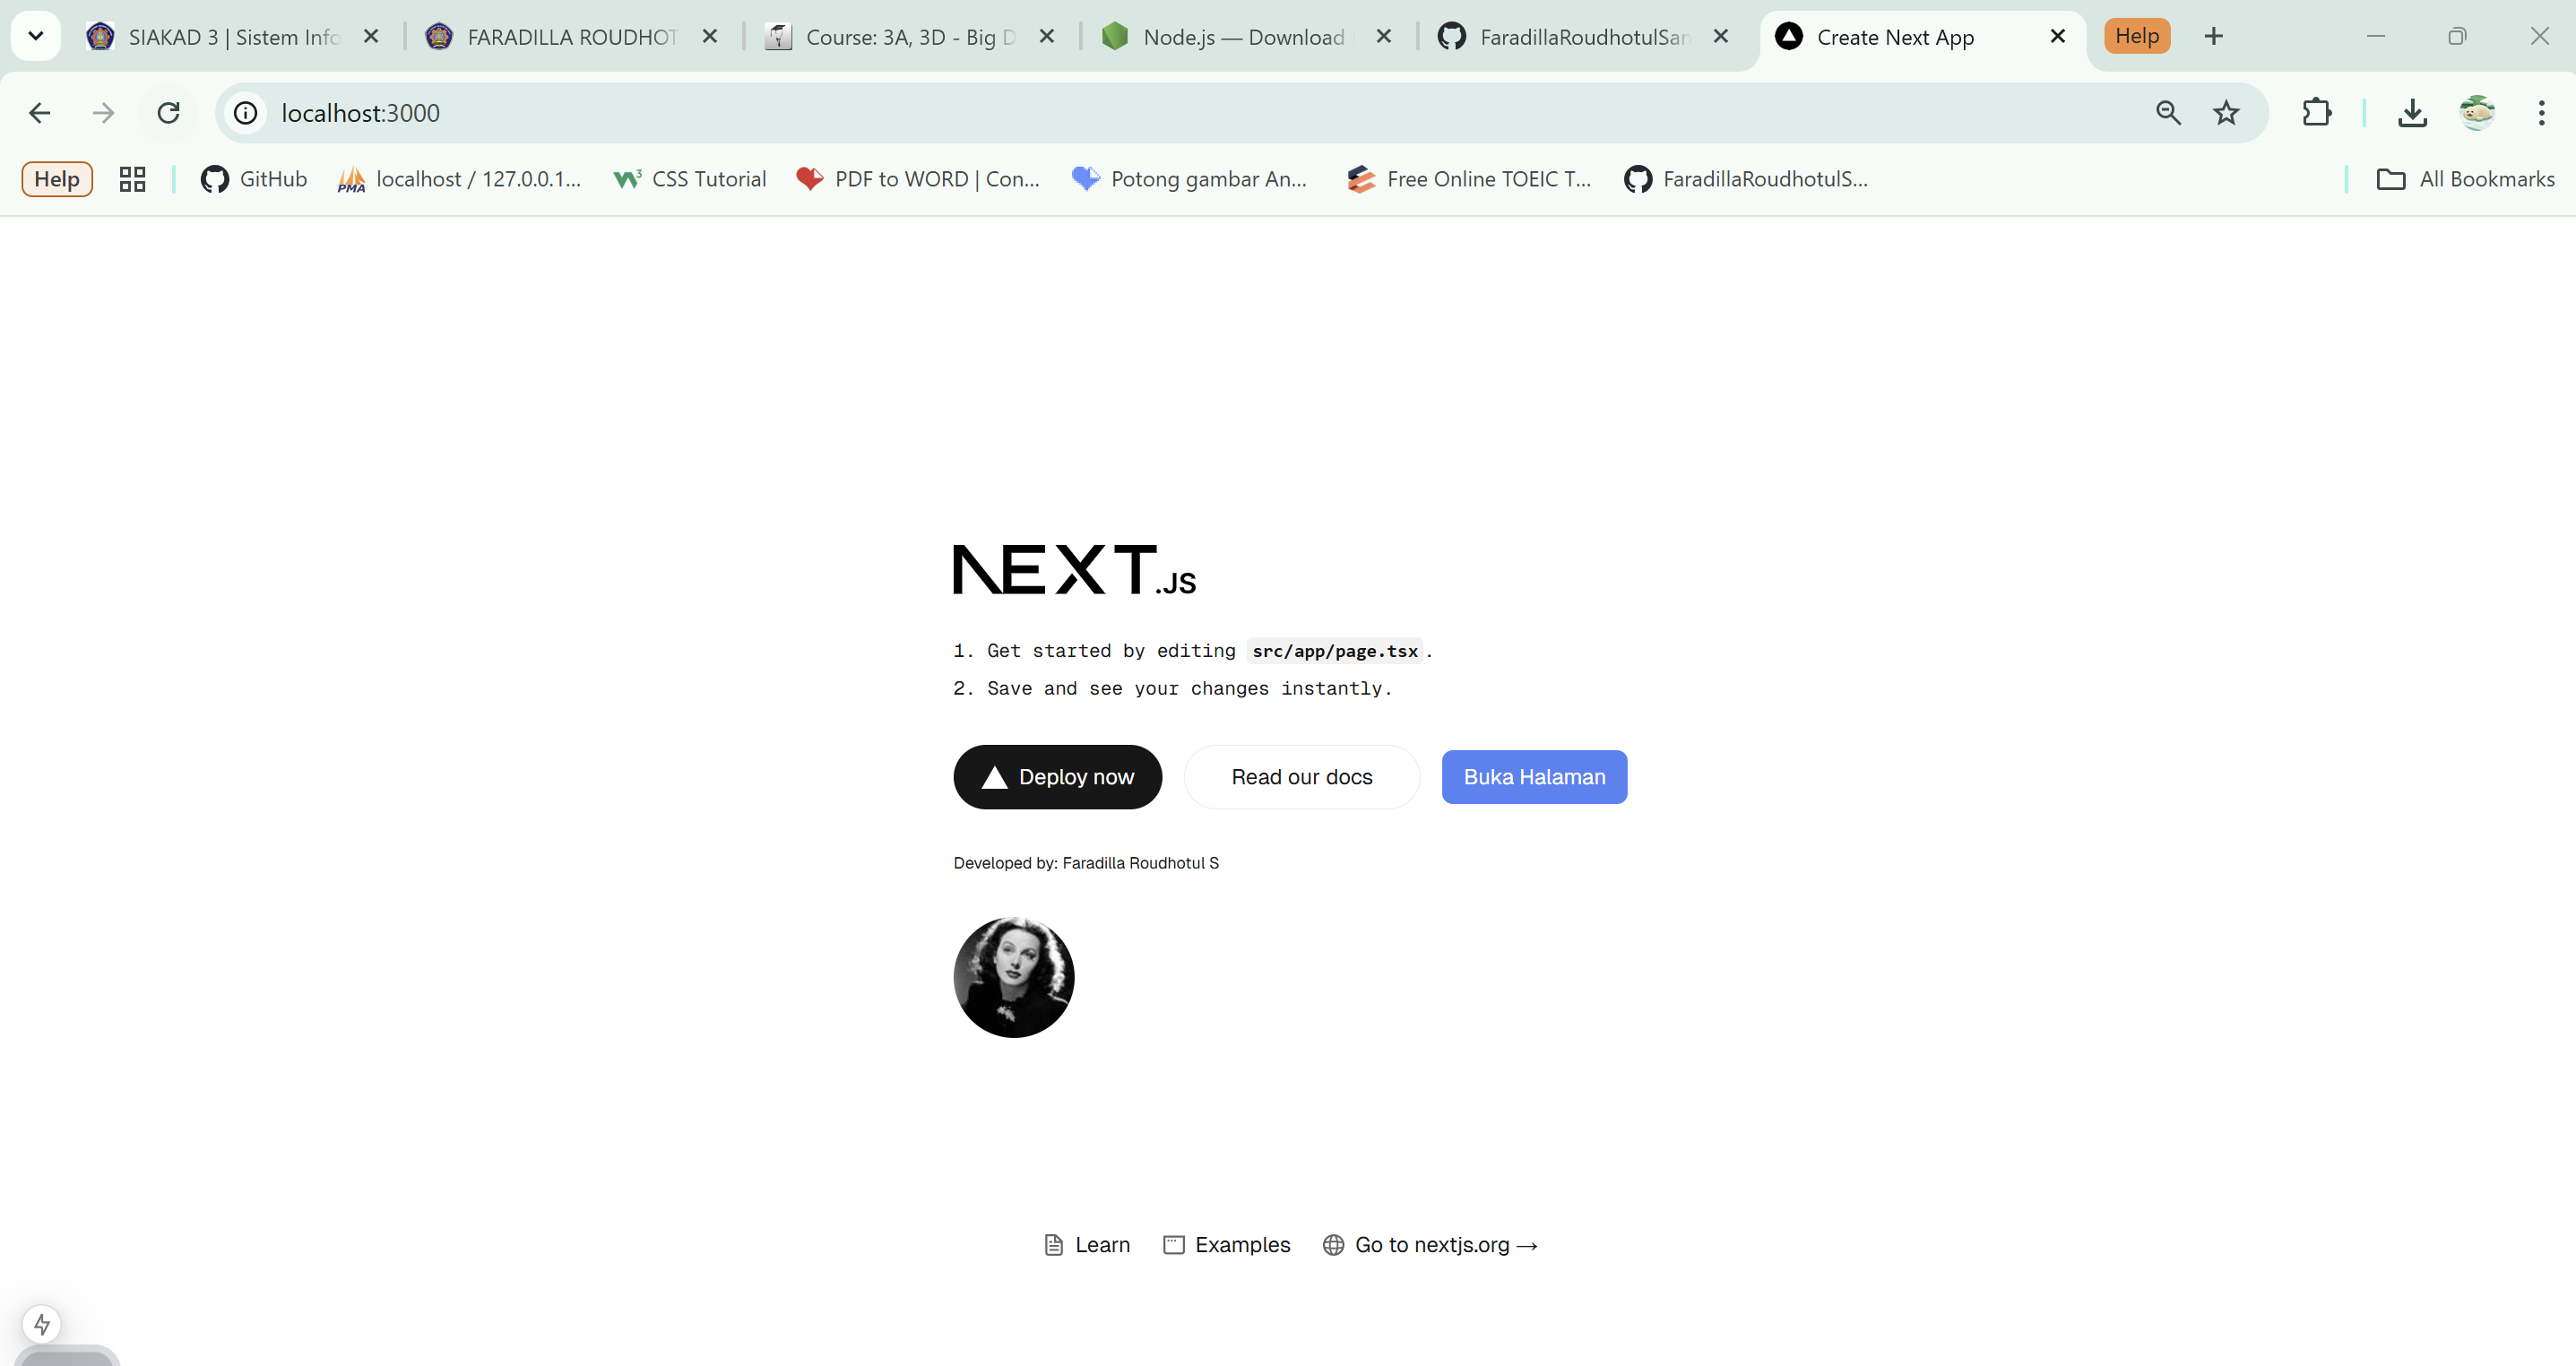 SIAKAD 3 | Sistem Info
FARADILLA ROUDHOT
Course: 3A, 3D - Big D
Node.js — Download
FaradillaRoudhotulSan
Create Next App
Help
localhost:3000
Help
GitHub
PMA localhost / 127.0.0.1...
CSS Tutorial
PDF to WORD | Con...
Potong gambar An...
Free Online TOEIC T...
FaradillaRoudhotulS...
All Bookmarks
NEXT.JS
1. Get started by editing src/app/page.tsx.
2. Save and see your changes instantly.
Deploy now
Read our docs
Buka Halaman
Developed by: Faradilla Roudhotul S
Learn
Examples
Go to nextjs.org →